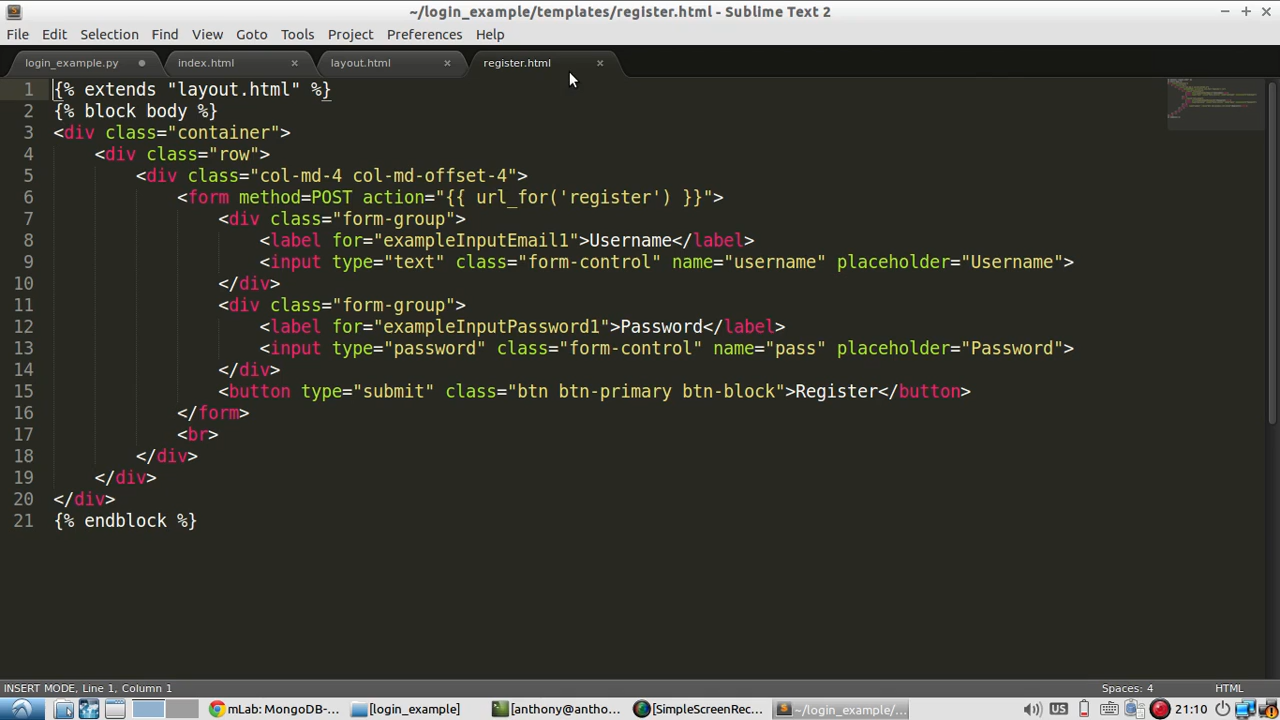 ~/login_example/templates/register.html - Sublime Text 2
File Edit Selection Find View Goto Tools Project Preferences Help
login_example.py index.html layout.html register.html
1 {% extends "layout.html" %}
2 {% block body %}
3 <div class="container">
4 <div class="row">
5 <div class="col-md-4 col-md-offset-4">
6 <form method=POST action="{{ url_for('register') }}">
7 <div class="form-group">
8 <label for="exampleInputEmail1">Username</label>
9 <input type="text" class="form-control" name="username" placeholder="Username">
10 </div>
11 <div class="form-group">
12 <label for="exampleInputPassword1">Password</label>
13 <input type="password" class="form-control" name="pass" placeholder="Password">
14 </div>
15 <button type="submit" class="btn btn-primary btn-block">Register</button>
16 </form>
17 <br>
18 </div>
19 </div>
20 </div>
21 {% endblock %}
INSERT MODE, Line 1, Column 1 Spaces: 4 HTML
mLab: MongoDB-... [login_example] [anthony@antho... [SimpleScreenRec... ~/login_example/... US 21:10